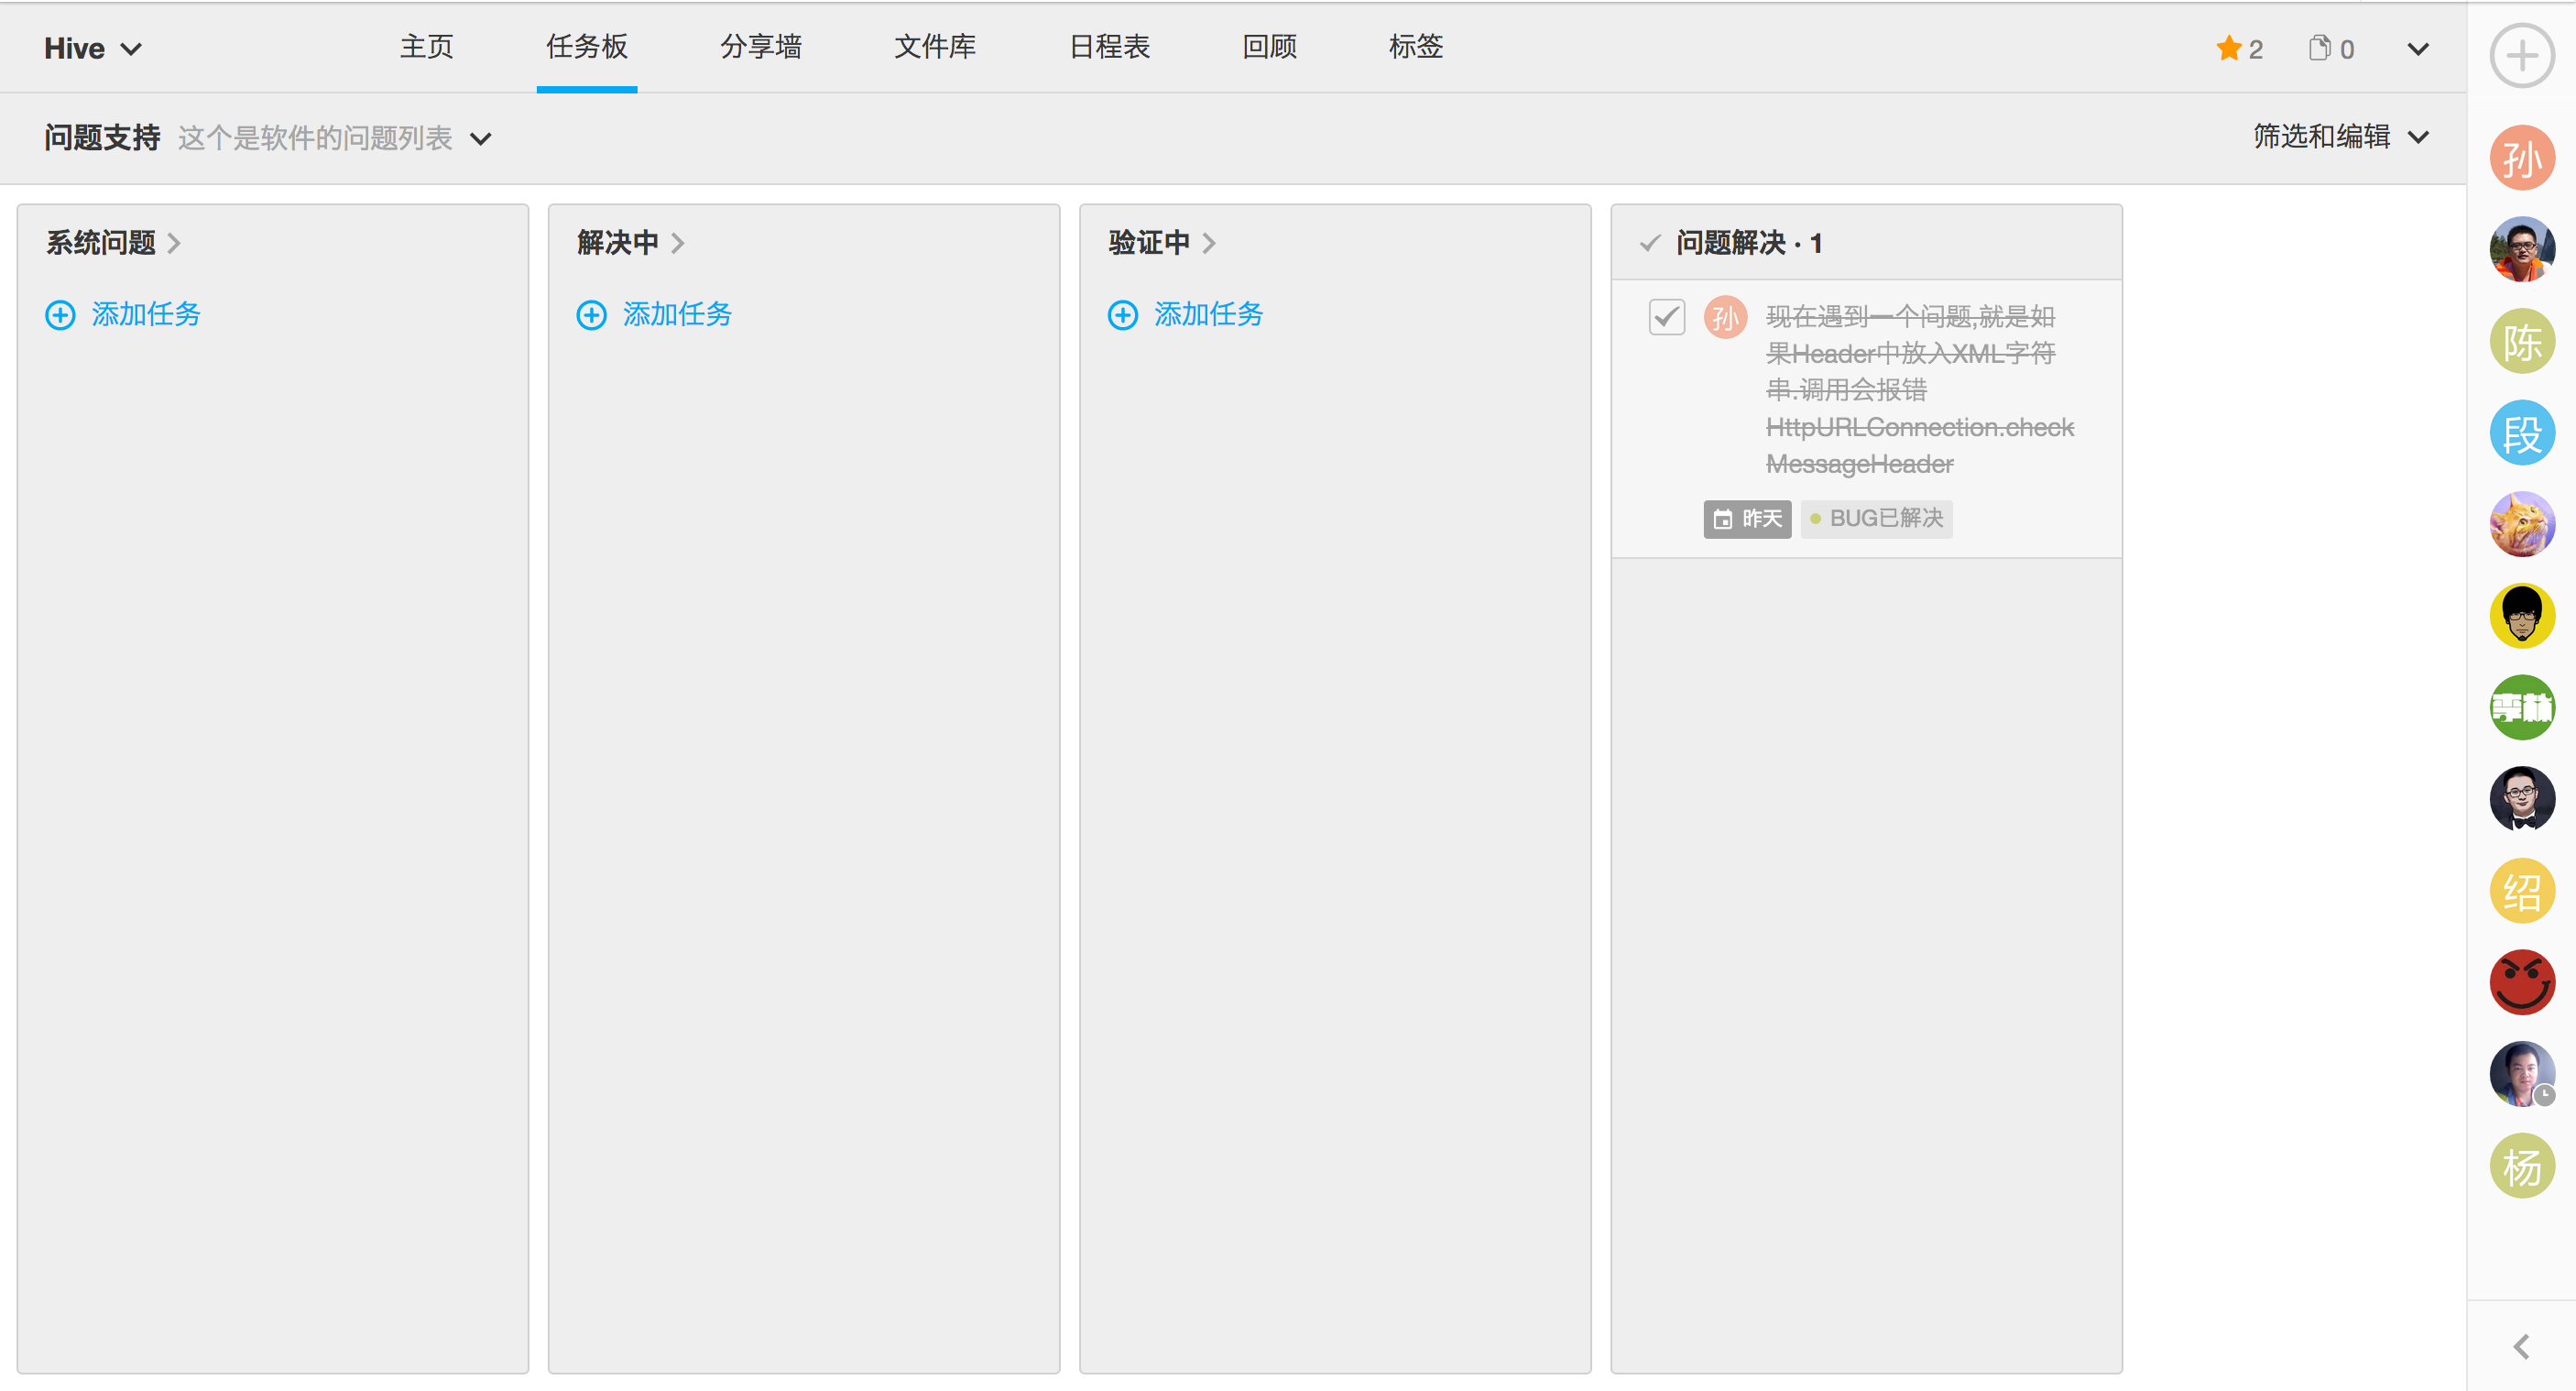 Hive
主页
任务板
分享墙
文件库
日程表
回顾
标签
2
0
问题支持 这个是软件的问题列表
筛选和编辑
系统问题
添加任务
解决中
添加任务
验证中
添加任务
问题解决 · 1
孙
现在遇到一个问题,就是如
果Header中放入XML字符
串.调用会报错
HttpURLConnection.check
MessageHeader
昨天
BUG已解决
孙
陈
段
李林
绍
杨